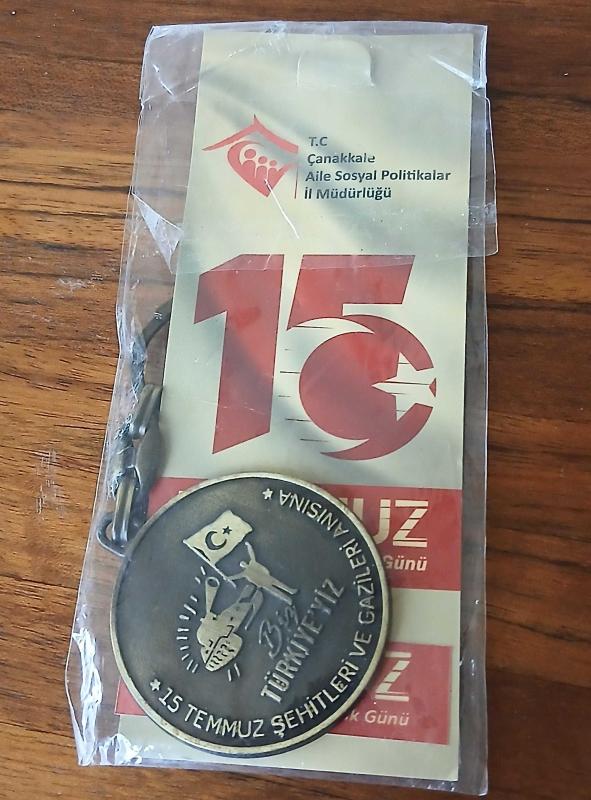 T.C
Çanakkale
Aile Sosyal Politikalar
İl Müdürlüğü
15
UZ
Günü
Z
k Günü
★ 15 TEMMUZ ŞEHİTLERİ VE GAZİLERİ ANISINA ★
Biz
TÜRKİYE'YİZ